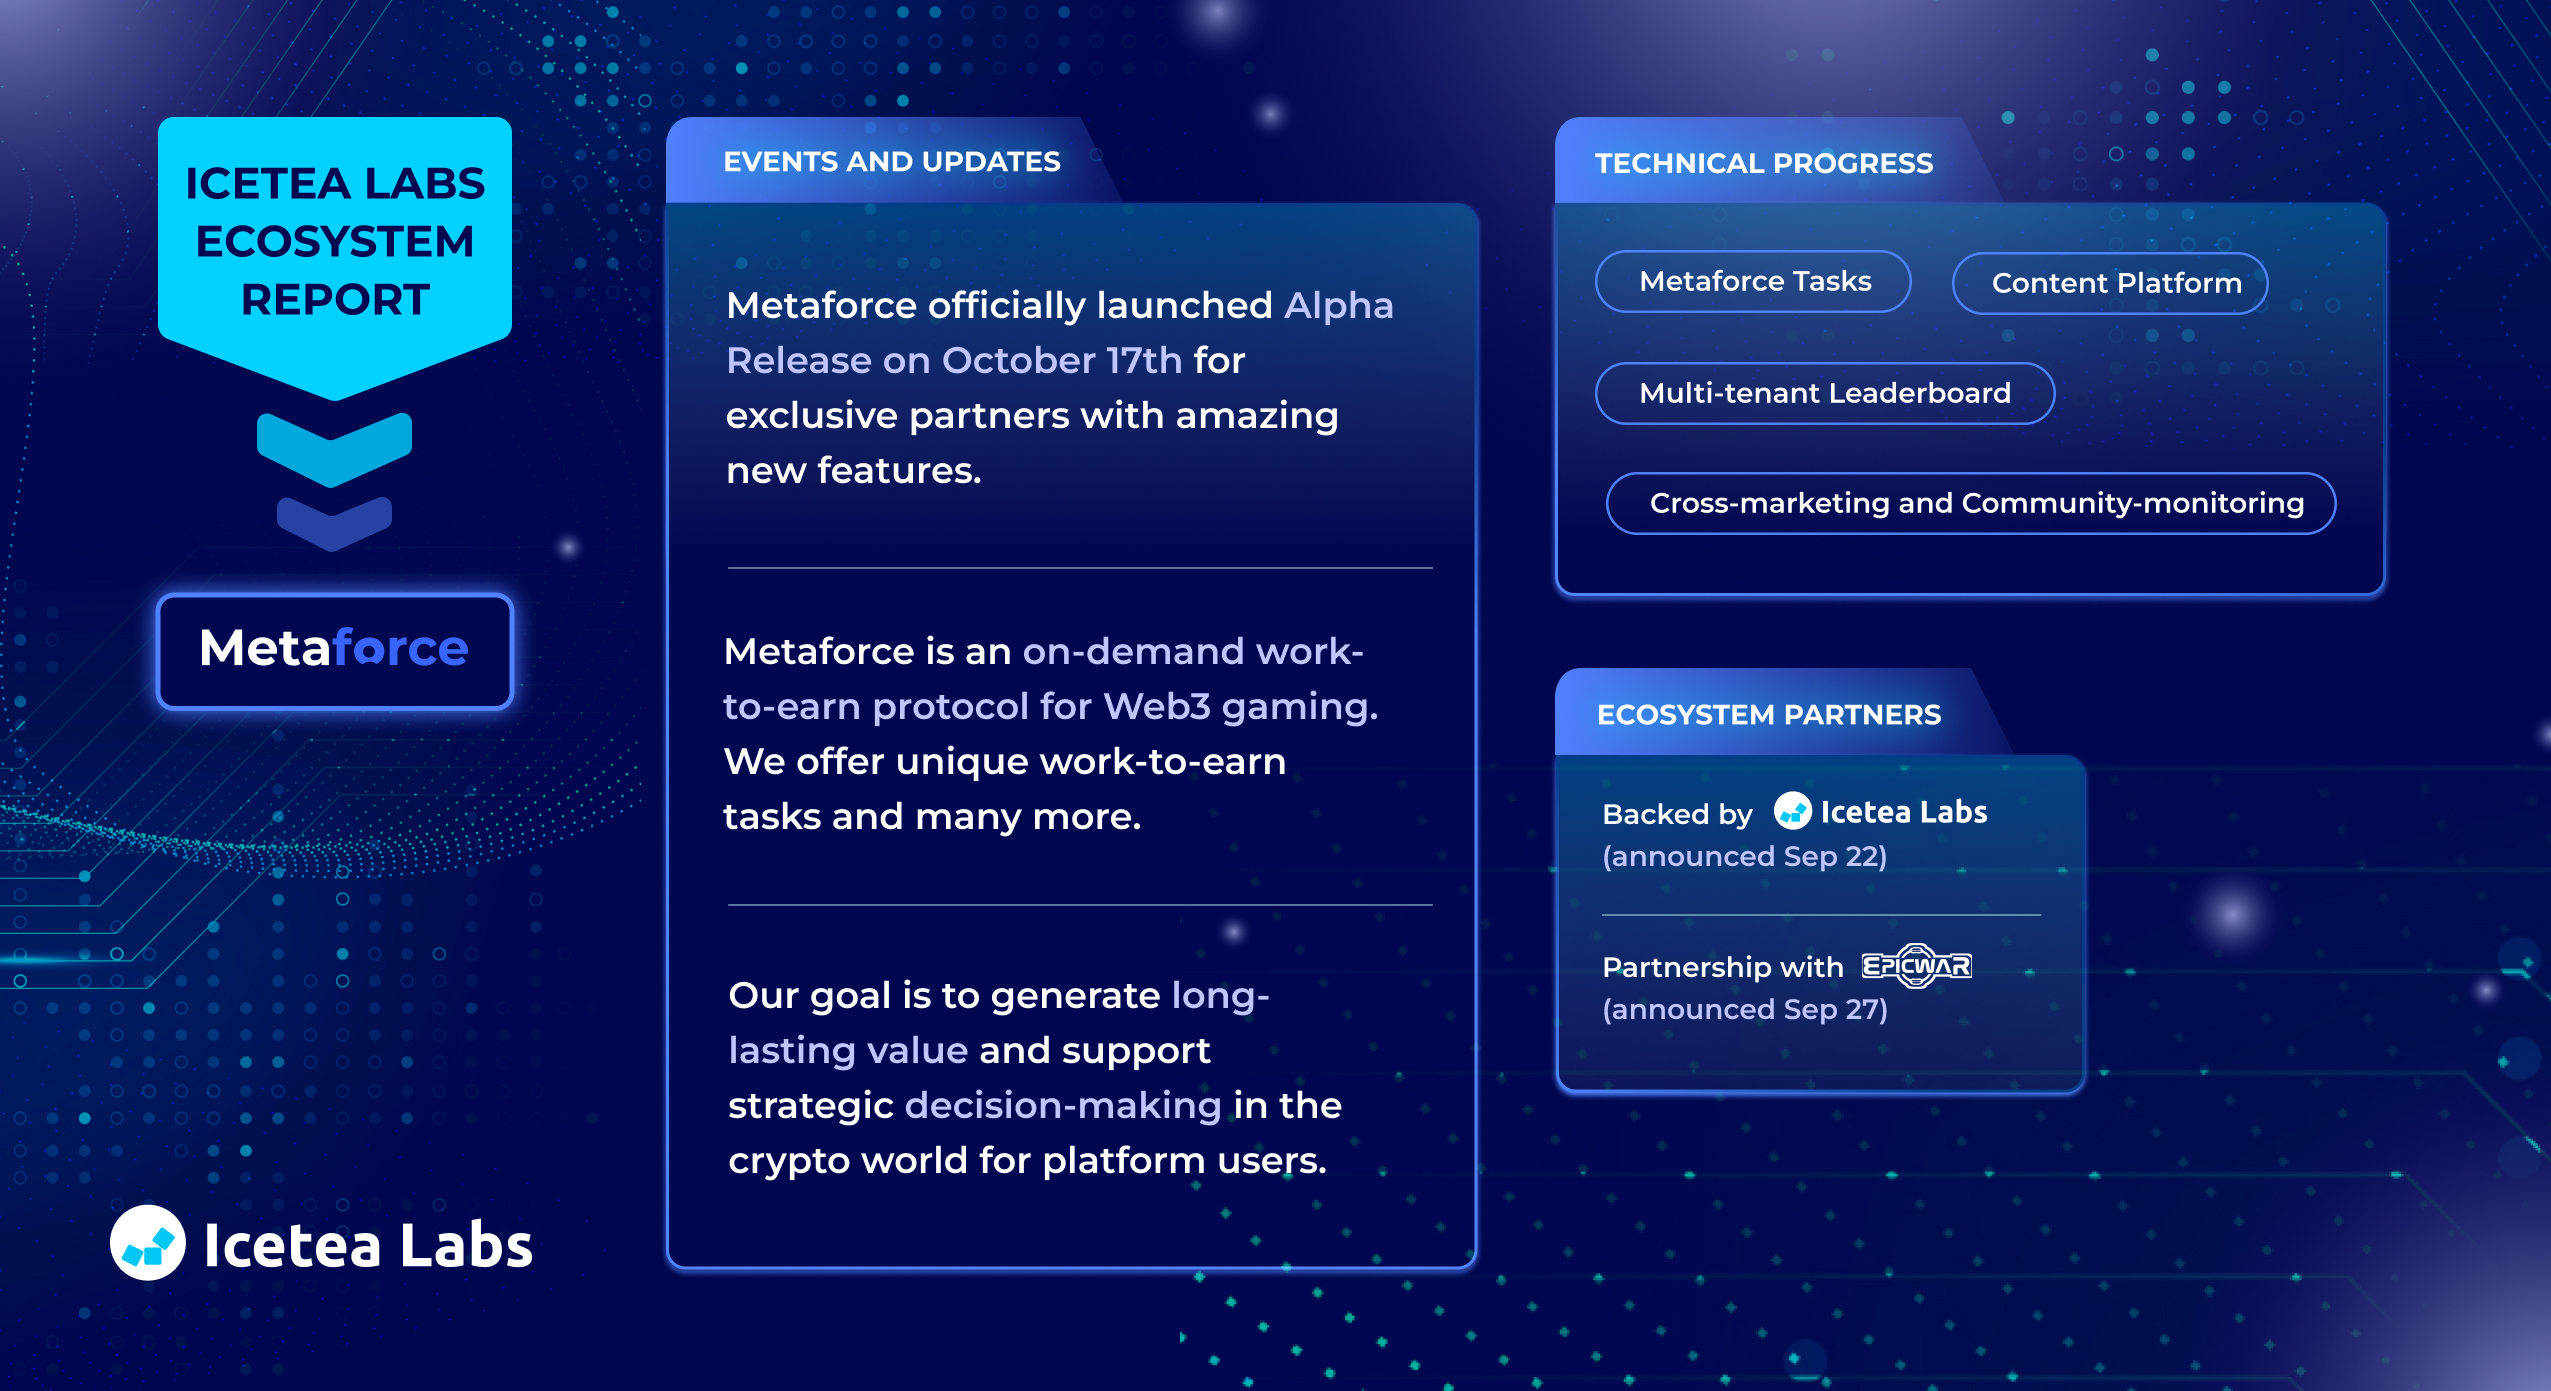 ICETEA LABS
ECOSYSTEM
REPORT
Metaforce
Icetea Labs
EVENTS AND UPDATES
Metaforce officially launched Alpha
Release on October 17th for
exclusive partners with amazing
new features.
Metaforce is an on-demand work-
to-earn protocol for Web3 gaming.
We offer unique work-to-earn
tasks and many more.
Our goal is to generate long-
lasting value and support
strategic decision-making in the
crypto world for platform users.
TECHNICAL PROGRESS
Metaforce Tasks
Content Platform
Multi-tenant Leaderboard
Cross-marketing and Community-monitoring
ECOSYSTEM PARTNERS
Backed by Icetea Labs
(announced Sep 22)
Partnership with EPICWAR
(announced Sep 27)